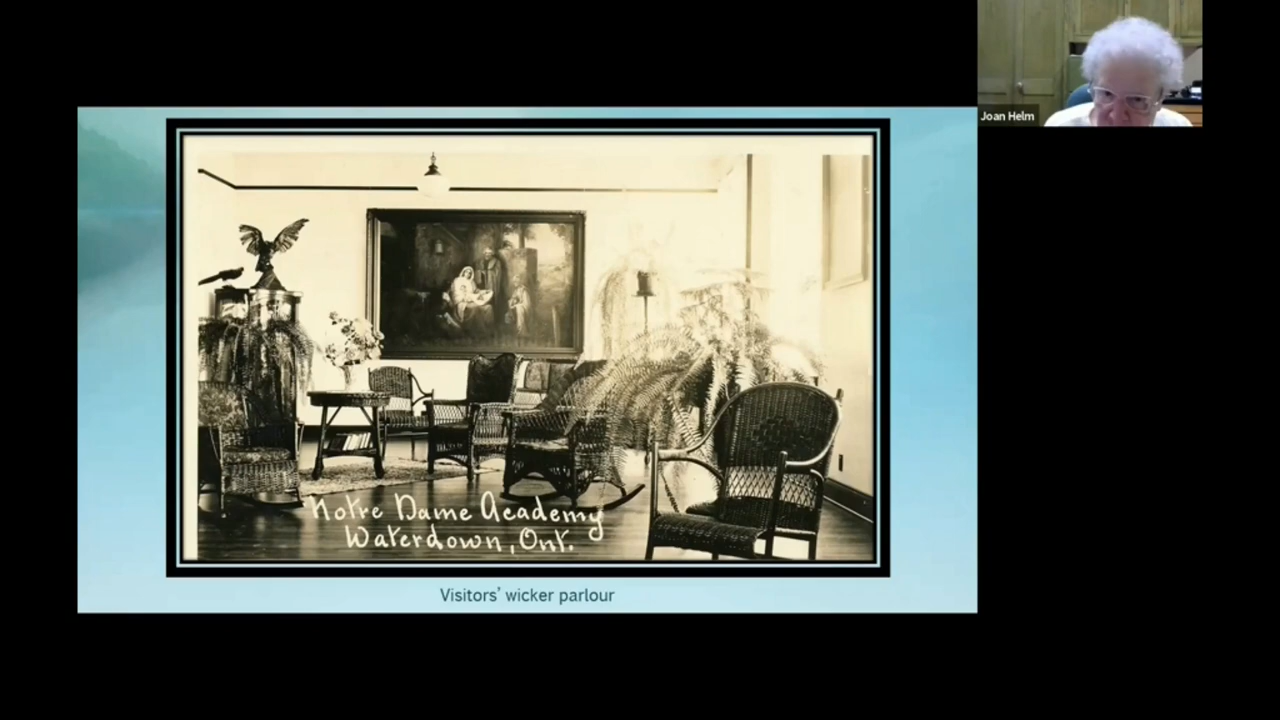 Joan Helm
Notre Dame Academy
Waterdown, Ont.
Visitors' wicker parlour